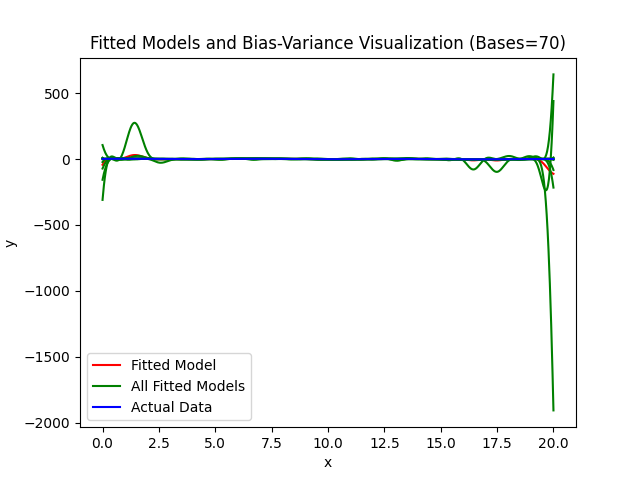 Fitted Models and Bias-Variance Visualization (Bases=70)
500
0
−500
−1000
−1500
−2000
y
Fitted Model
All Fitted Models
Actual Data
0.0 2.5 5.0 7.5 10.0 12.5 15.0 17.5 20.0
x